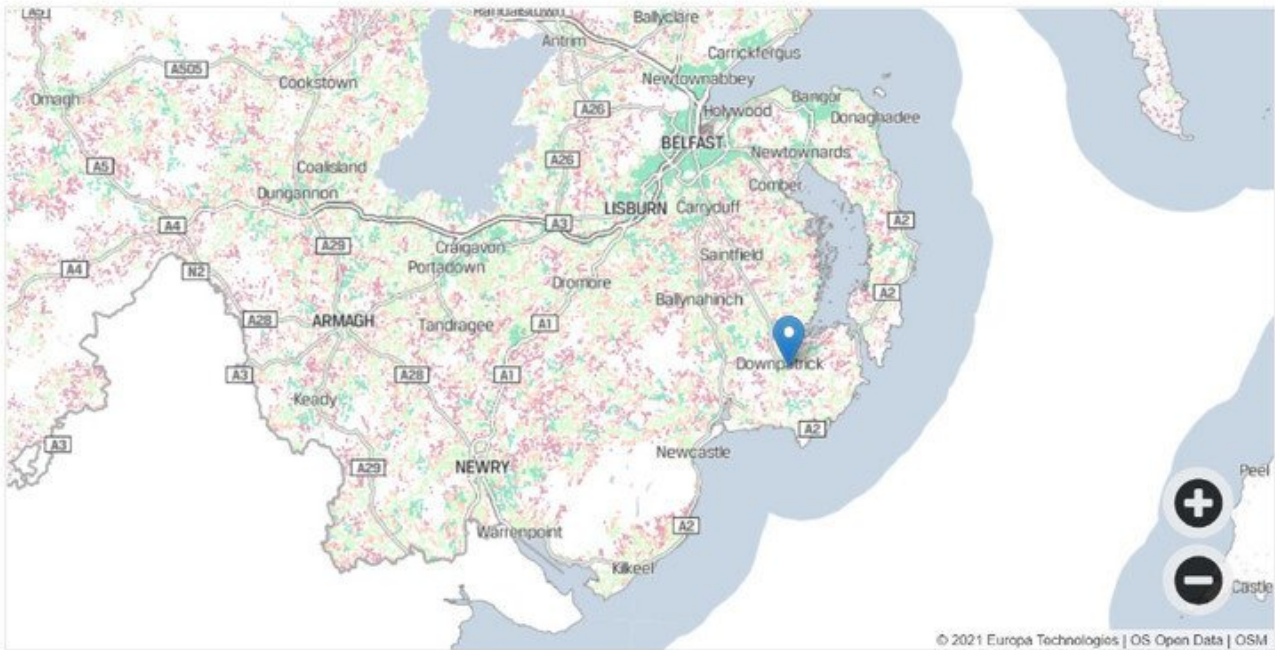 A5
Randalstown
Ballyclare
Antrim
Carrickfergus
A505
Cookstown
Newtownabbey
Omagh
A26
Holywood
Bangor
Donaghadee
BELFAST
A5
Coalisland
A26
Newtownards
Dungannon
Comber
LISBURN
Carryduff
A4
A3
A2
A29
Craigavon
Saintfield
Portadown
A4
N2
Dromore
A2
Ballynahinch
A28
ARMAGH
Tandragee
A1
Downpatrick
A3
A28
A1
Keady
A2
A3
Newcastle
A29
NEWRY
Peel
A2
Warrenpoint
Kilkeel
Castle
© 2021 Europa Technologies | OS Open Data | OSM